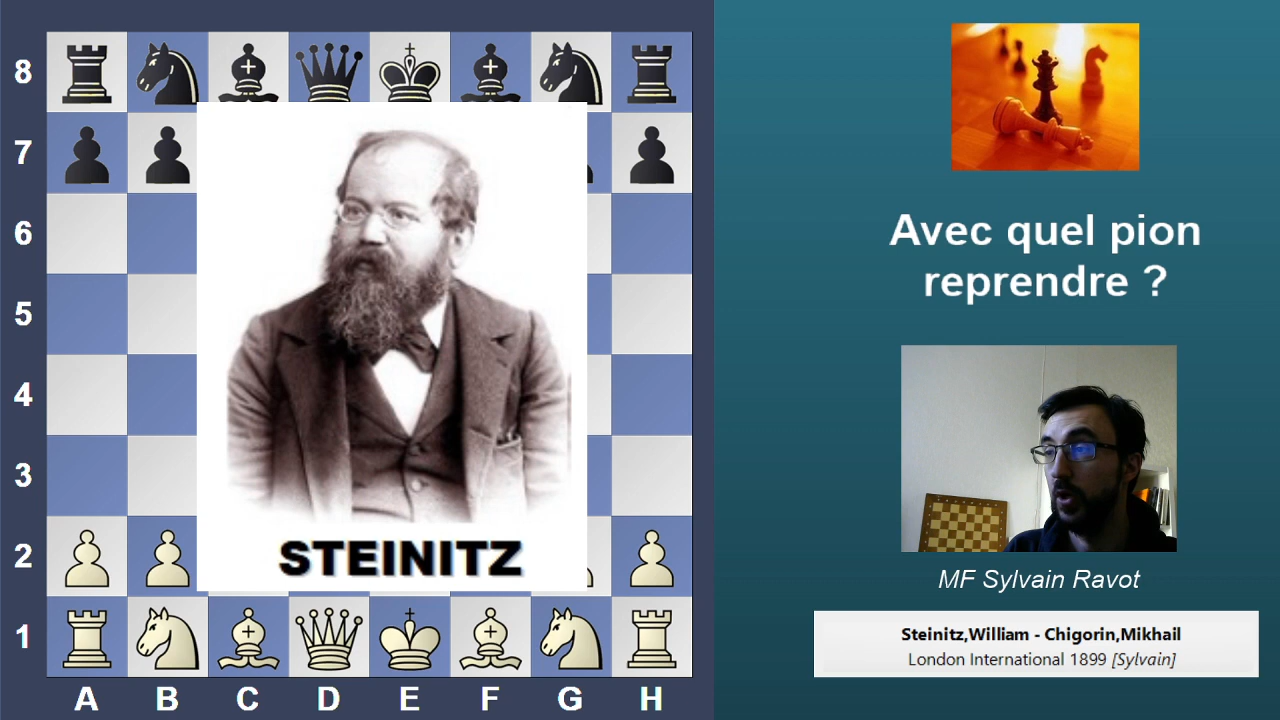 8
7
6
5
4
3
2
1
A B C D E F G H
STEINITZ
Avec quel pion
reprendre ?
MF Sylvain Ravot
Steinitz,William - Chigorin,Mikhail
London International 1899 [Sylvain]